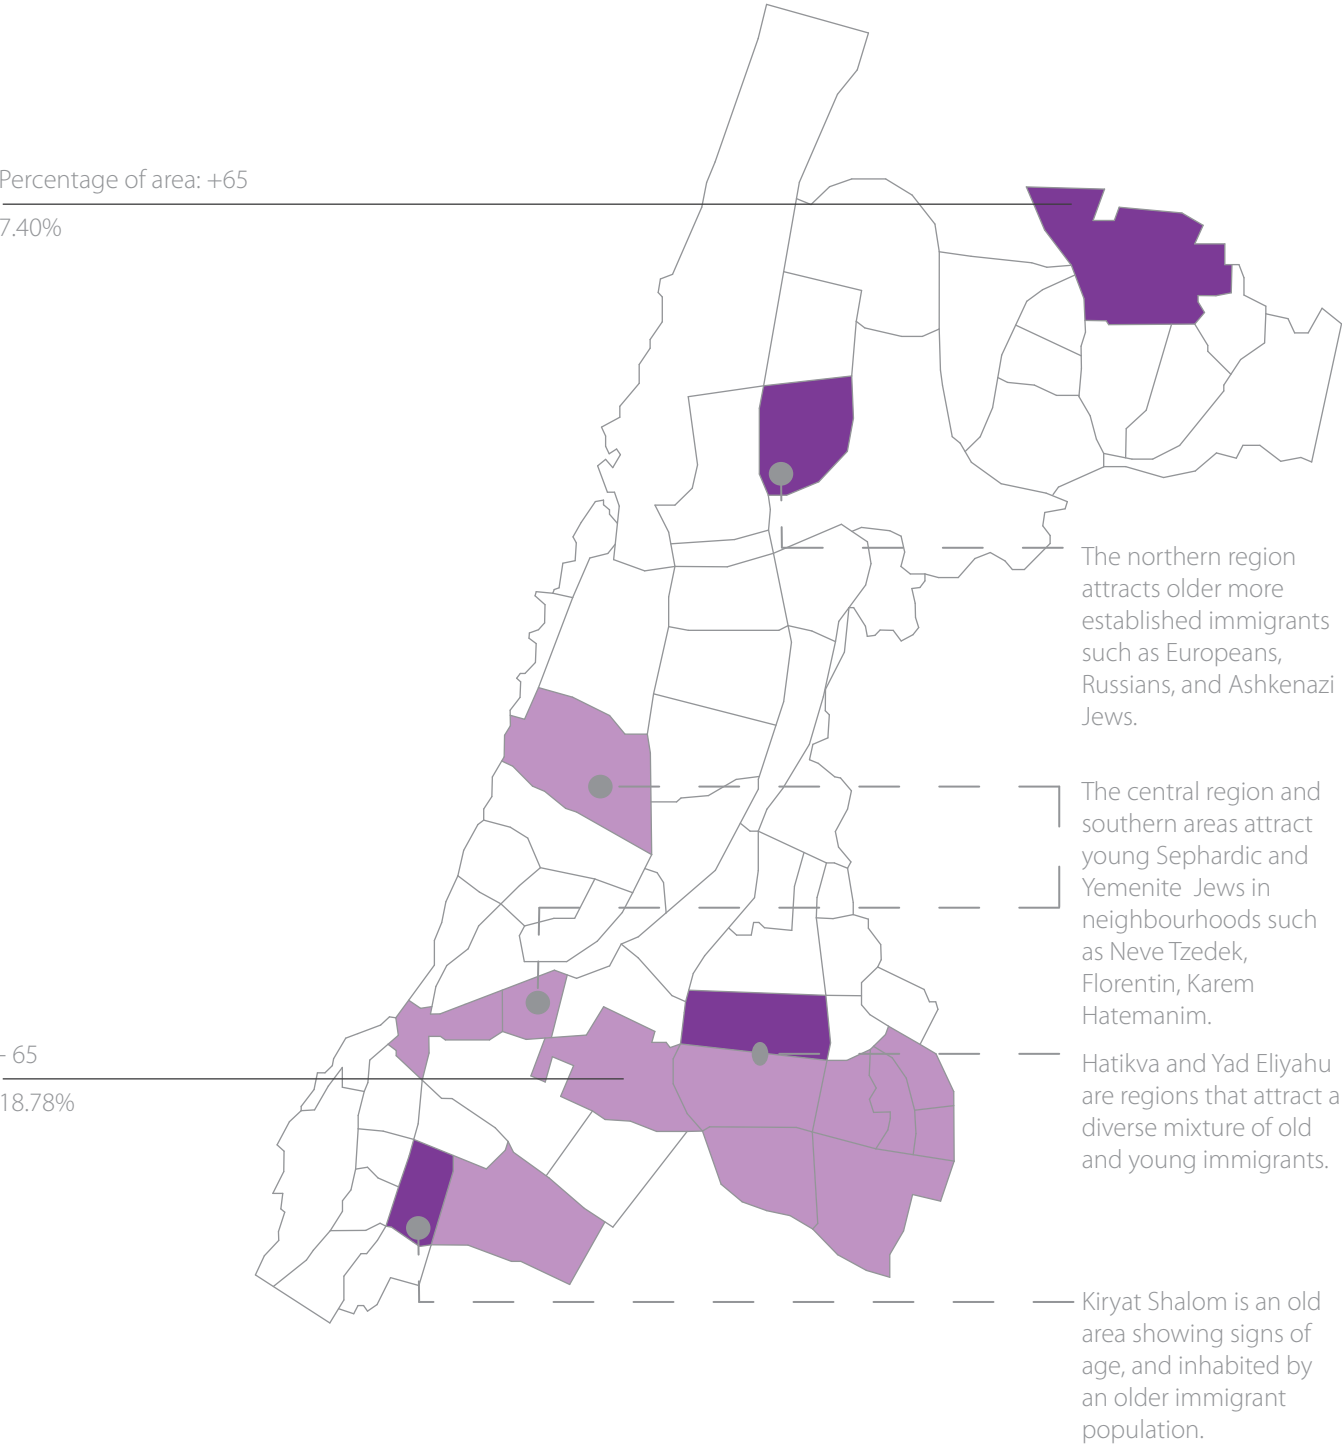 Percentage of area: +65
7.40%
The northern region
attracts older more
established immigrants
such as Europeans,
Russians, and Ashkenazi
Jews.
The central region and
southern areas attract
young Sephardic and
Yemenite  Jews in
neighbourhoods such
as Neve Tzedek,
Florentin, Karem
Hatemanim.
- 65
18.78%
Hatikva and Yad Eliyahu
are regions that attract a
diverse mixture of old
and young immigrants.
Kiryat Shalom is an old
area showing signs of
age, and inhabited by
an older immigrant
population.